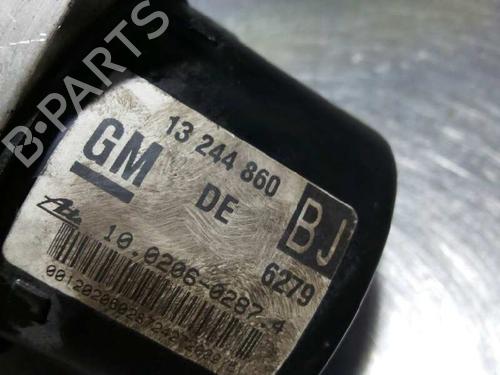 B-PARTS
GM
13 244 860
DE
BJ
6279
10.0206-0287.4